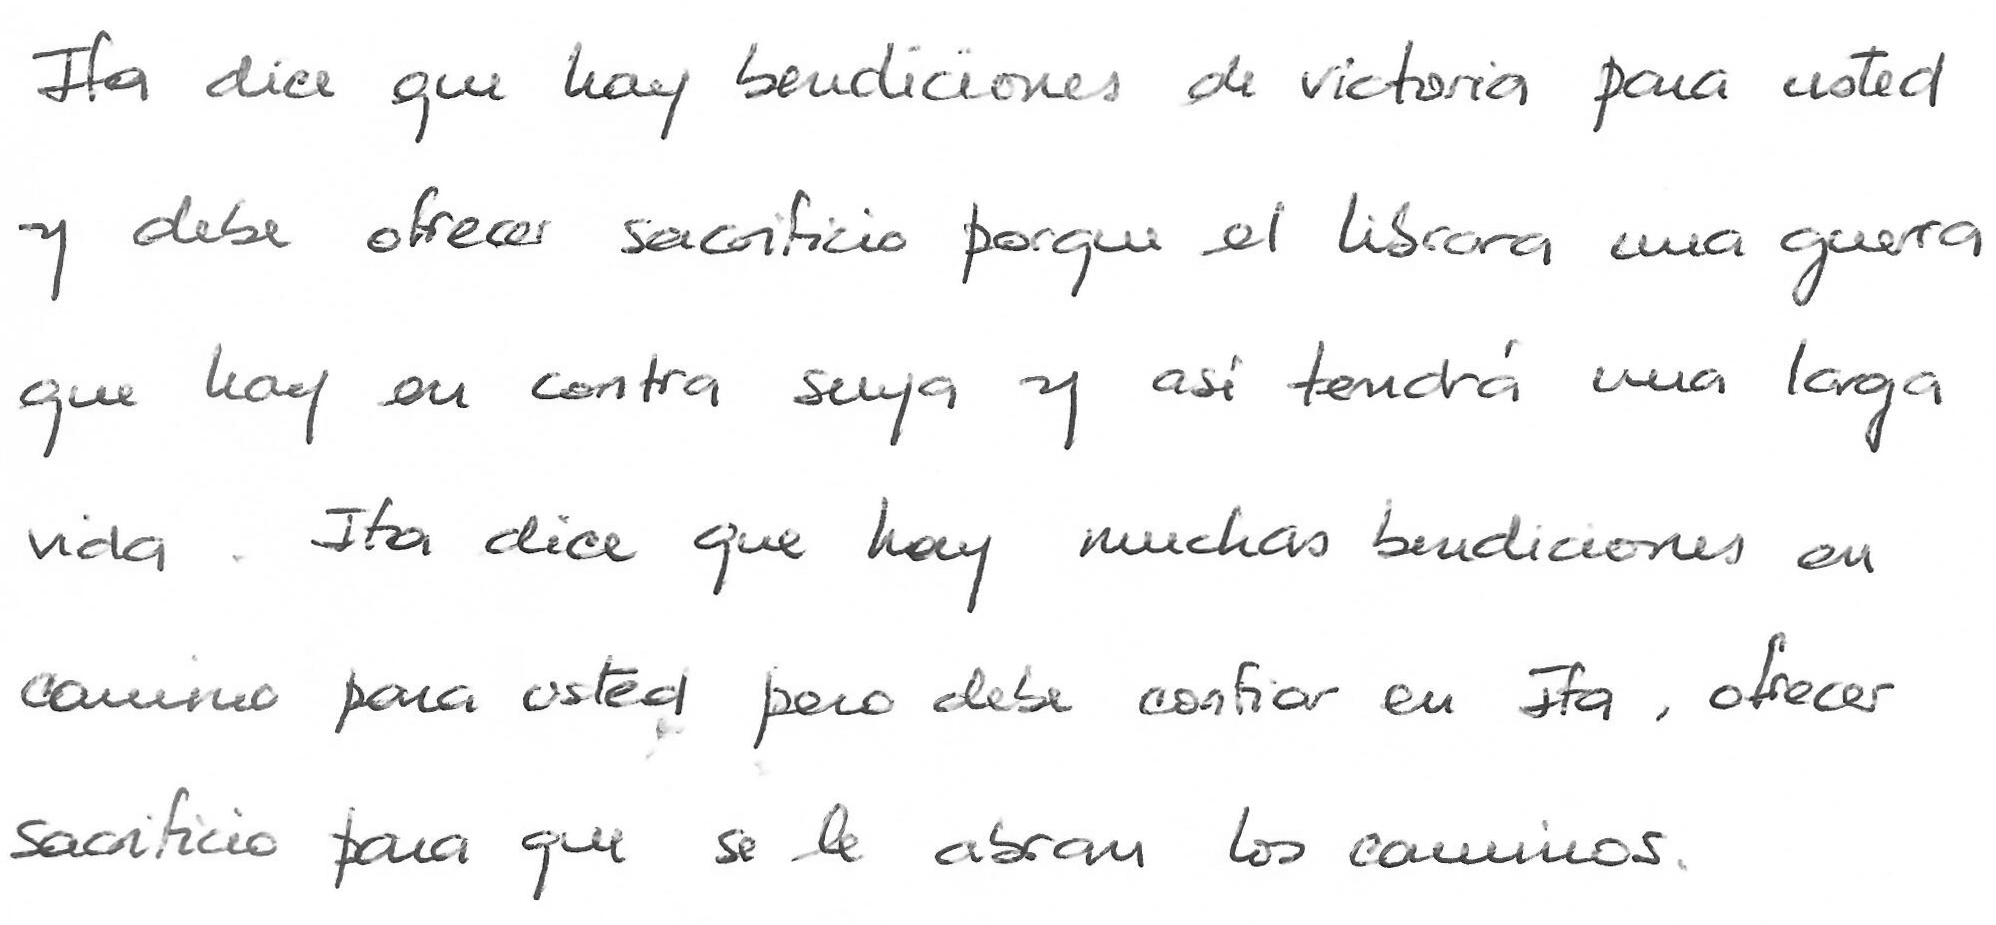 Ifa dice que hay bendiciones de victoria para usted
y debe ofrecer sacrificio porque el librara una guerra
que hay en contra suya y así tendrá una larga
vida. Ifa dice que hay muchas bendiciones en
camino para usted pero debe confiar en Ifa, ofrecer
sacrificio para que se le abran los caminos.